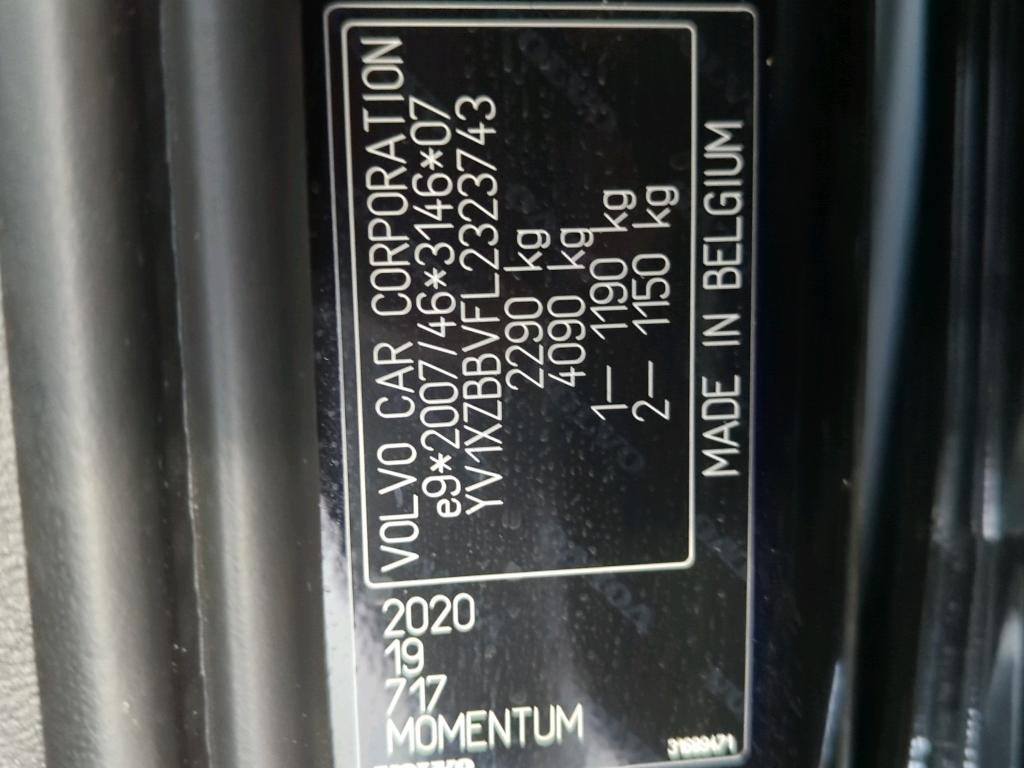 VOLVO CAR CORPORATION
e9*2007/46*3146*07
YV1XZBBVFL2323743
2290 kg
4090 kg
1— 1190 kg
2— 1150 kg
MADE IN BELGIUM
2020
19
717
MOMENTUM
31689471